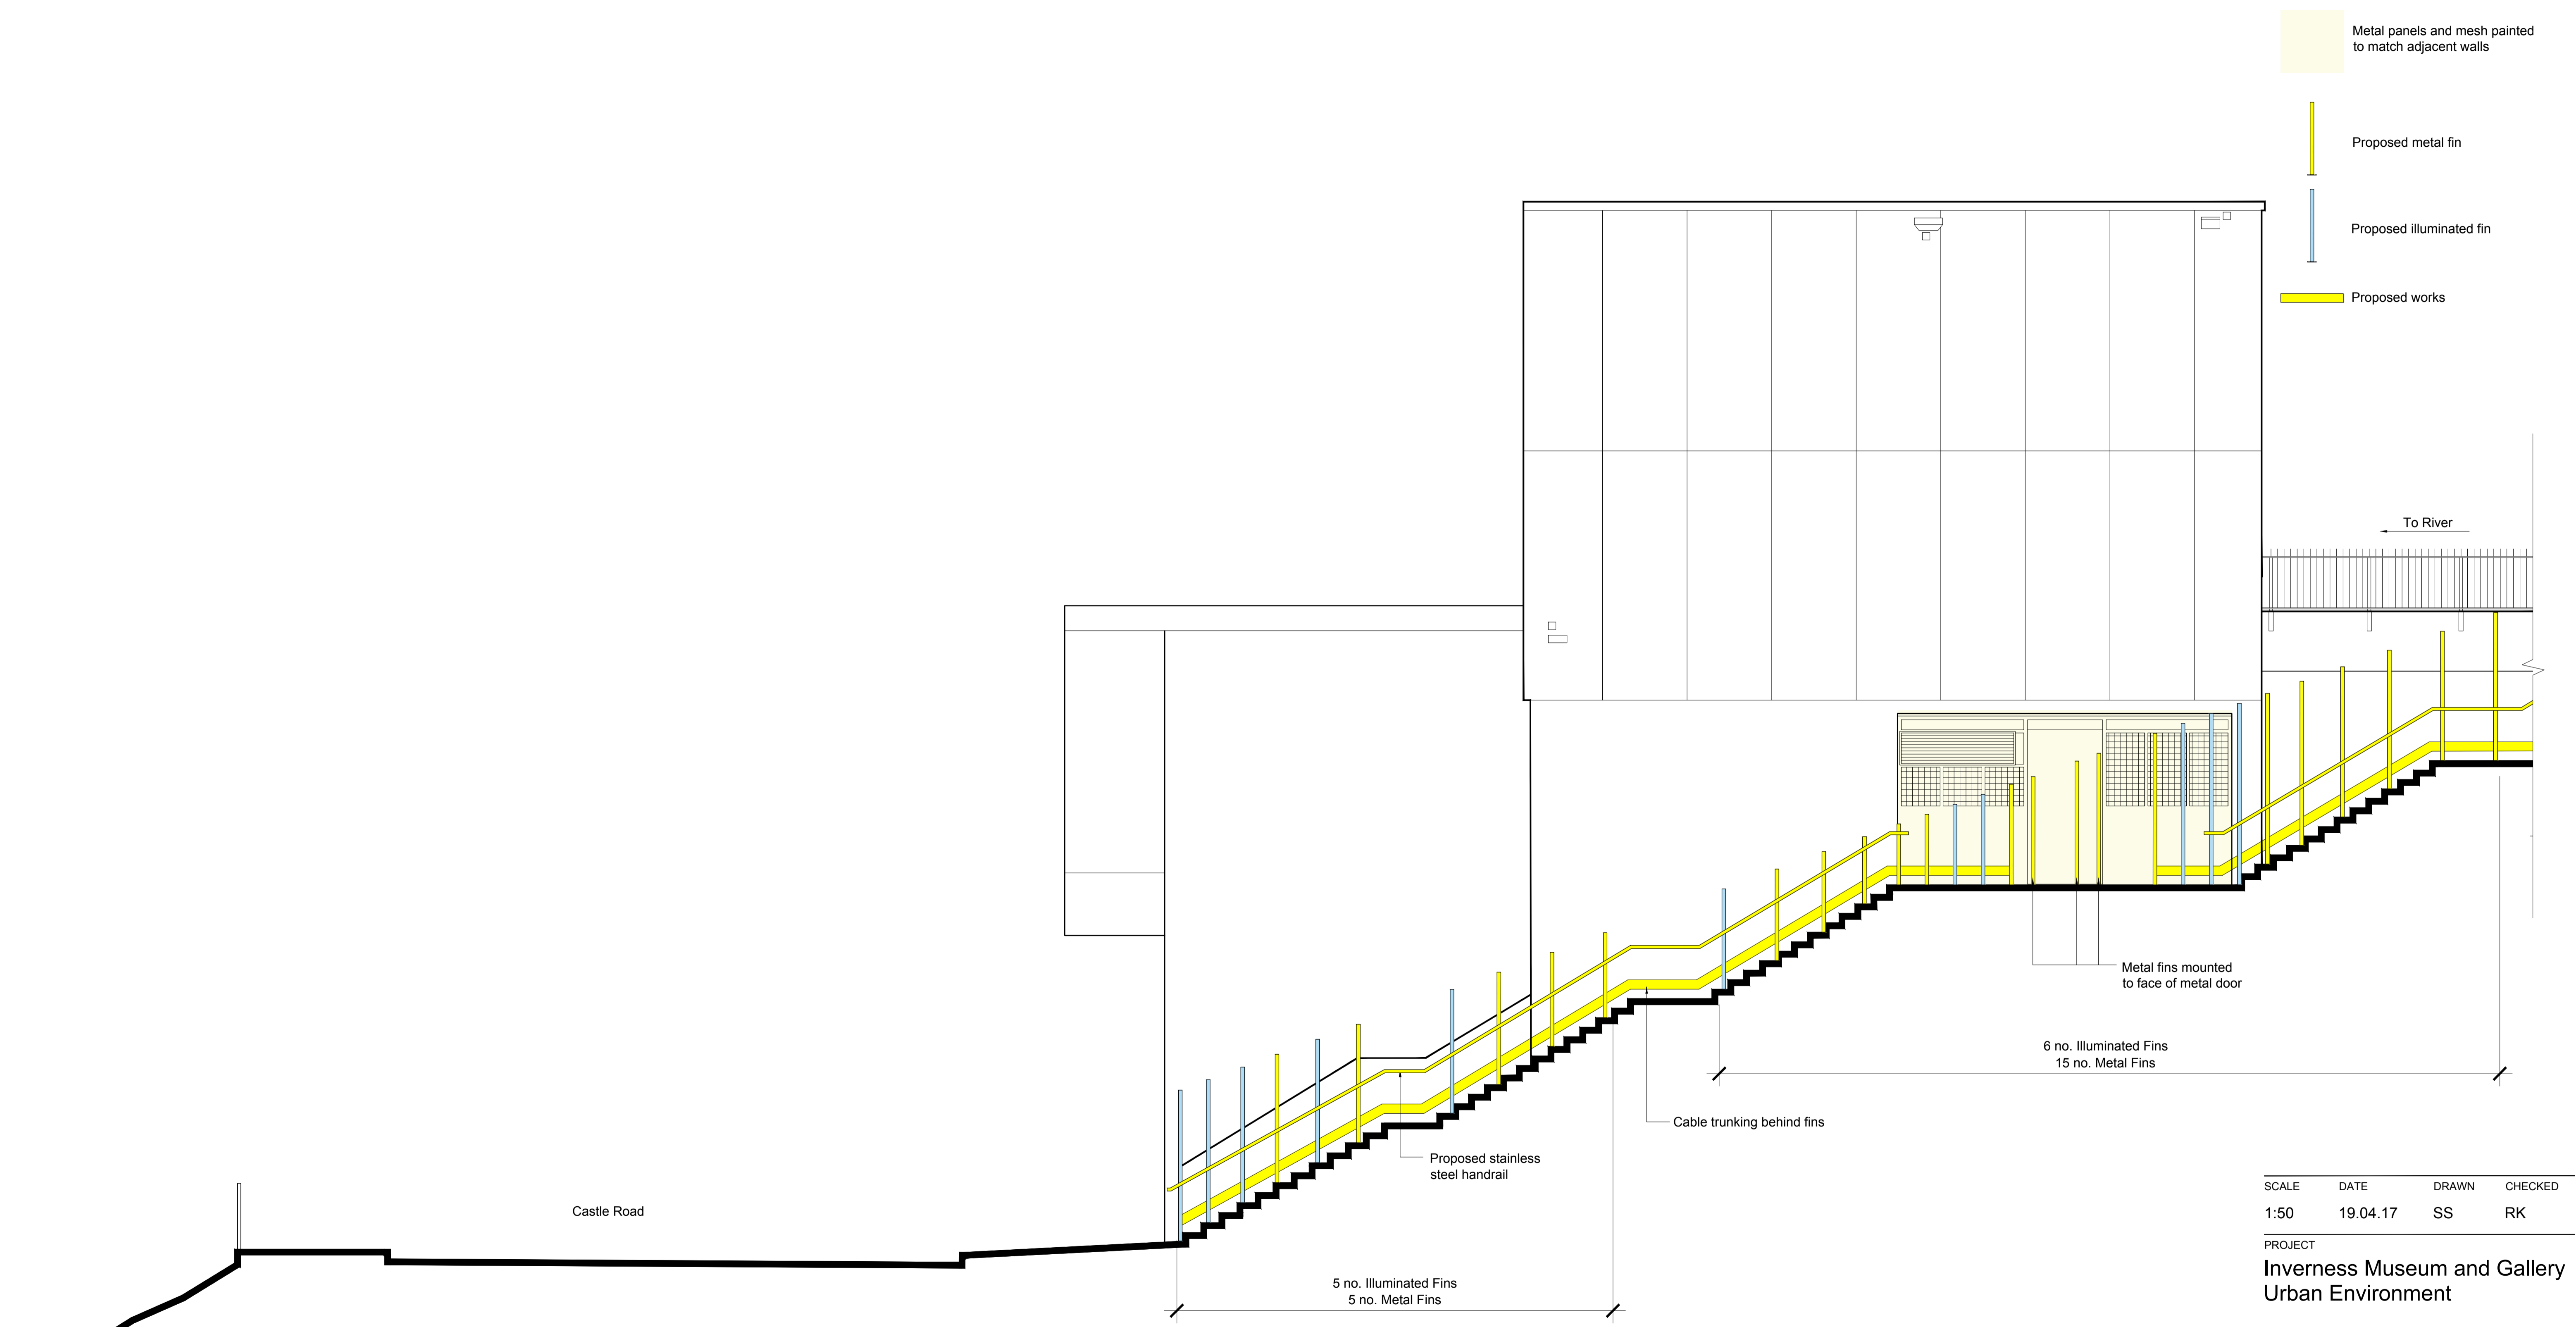 Metal panels and mesh painted
to match adjacent walls
Proposed metal fin
Proposed illuminated fin
Proposed works
To River
Metal fins mounted
to face of metal door
6 no. Illuminated Fins
15 no. Metal Fins
Cable trunking behind fins
Proposed stainless
steel handrail
Castle Road
5 no. Illuminated Fins
5 no. Metal Fins
SCALE DATE DRAWN CHECKED
1:50 19.04.17 SS RK
PROJECT
Inverness Museum and Gallery
Urban Environment